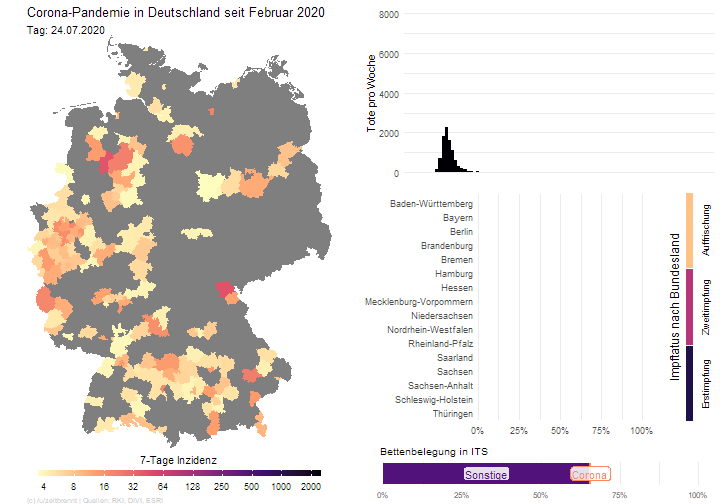 Corona-Pandemie in Deutschland seit Februar 2020
Tag: 24.07.2020
7-Tage Inzidenz
4 8 16 32 64 128 250 500 1000 2000
(c) /u/zeitbrennt | Quellen: RKI, DIVI, ESRI
Tote pro Woche
8000
6000
4000
2000
0
Baden-Württemberg
Bayern
Berlin
Brandenburg
Bremen
Hamburg
Hessen
Mecklenburg-Vorpommern
Niedersachsen
Nordrhein-Westfalen
Rheinland-Pfalz
Saarland
Sachsen
Sachsen-Anhalt
Schleswig-Holstein
Thüringen
0% 25% 50% 75% 100%
Impfstatus nach Bundesland
Auffrischung
Zweitimpfung
Erstimpfung
Bettenbelegung in ITS
Sonstige
Corona
0% 25% 50% 75% 100%